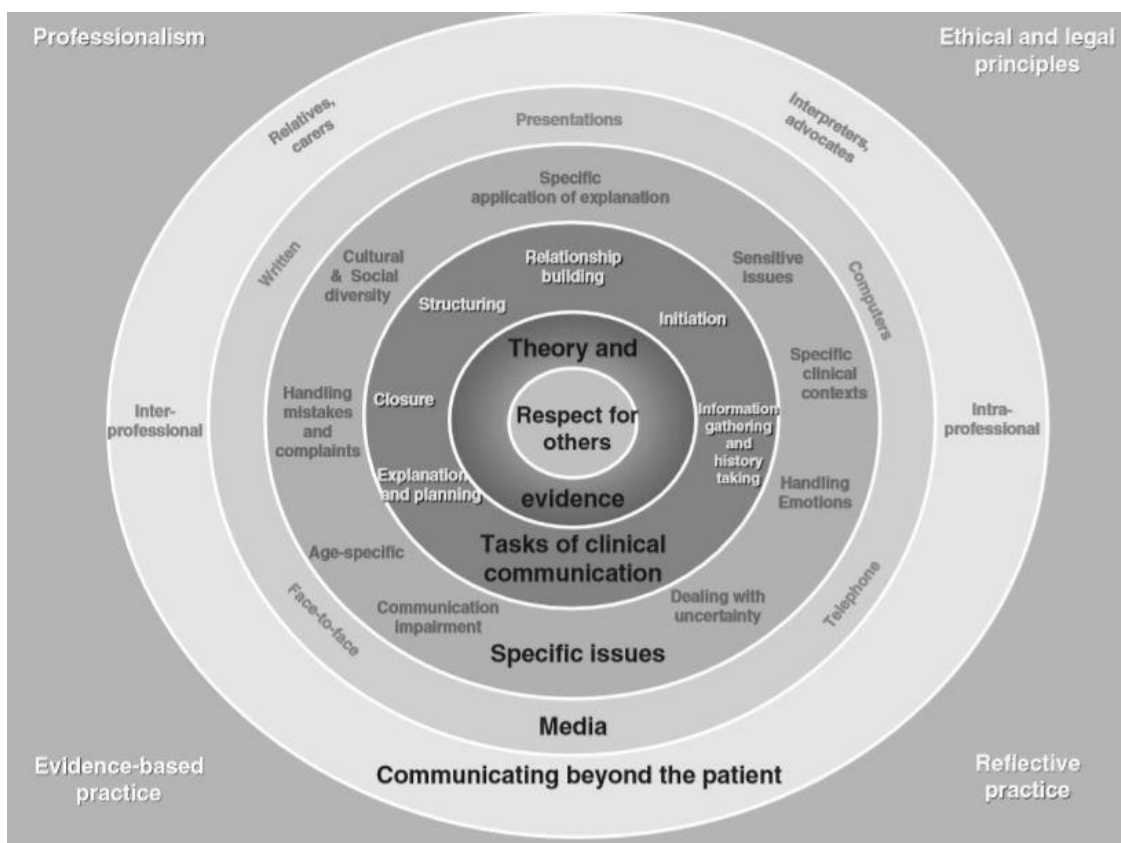 Professionalism
Ethical and legal
principles
Relatives,
carers
Interpreters,
advocates
Presentations
Specific
application of explanation
Written
Cultural
& Social
diversity
Sensitive
Issues
Computers
Relationship
building
Structuring
Initiation
Theory and
Specific
clinical
contexts
Handling
mistakes
and
complaints
Closure
Respect for
others
Information
gathering
and
history
taking
Inter-
professional
Intra-
professional
Explanation
and planning
evidence
Handling
Emotions
Tasks of clinical
communication
Age-specific
Face-to-face
Communication
impairment
Dealing with
uncertainty
Telephone
Specific issues
Media
Communicating beyond the patient
Evidence-based
practice
Reflective
practice